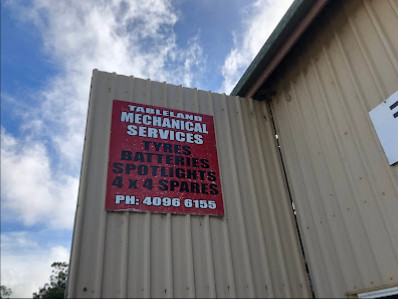 TABLELAND
MECHANICAL
SERVICES
TYRES
BATTERIES
SPOTLIGHTS
4 x 4 SPARES
PH: 4096 6155